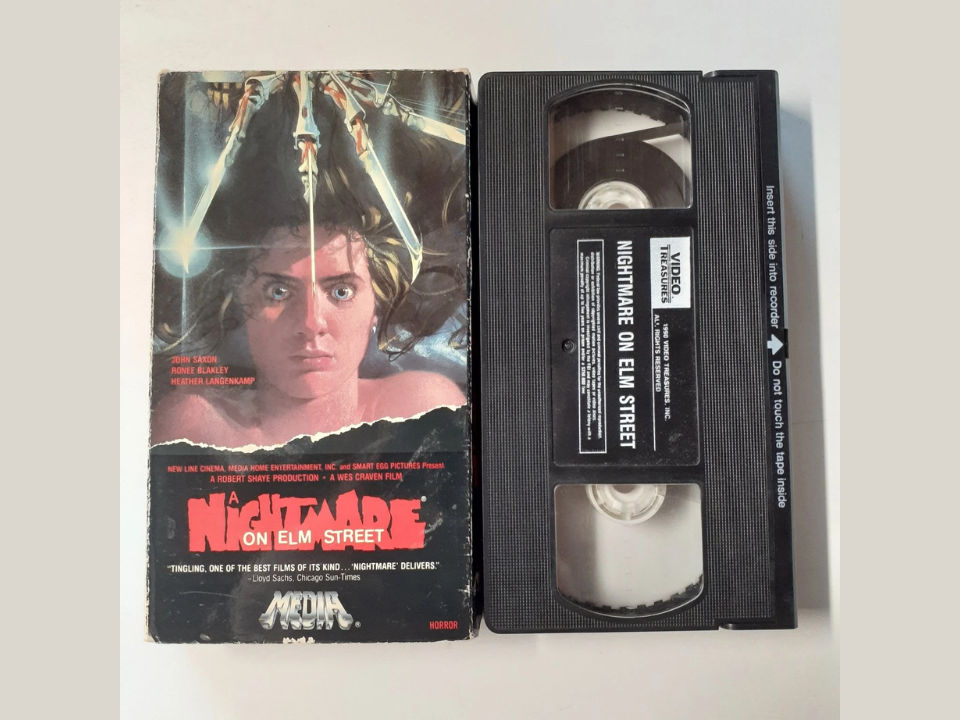 JOHN SAXON
RONEE BLAKLEY
HEATHER LANGENKAMP
NEW LINE CINEMA, MEDIA HOME ENTERTAINMENT, INC. and SMART EGG PICTURES Present
A ROBERT SHAYE PRODUCTION • A WES CRAVEN FILM
A
NIGHTMARE®
ON ELM STREET
"TINGLING, ONE OF THE BEST FILMS OF ITS KIND...'NIGHTMARE' DELIVERS."
- Lloyd Sachs, Chicago Sun-Times
MEDIA®
HORROR
VIDEO
TREASURES
1990 VIDEO TREASURES, INC.
ALL RIGHTS RESERVED
NIGHTMARE ON ELM STREET
Insert this side into recorder
Do not touch the tape inside